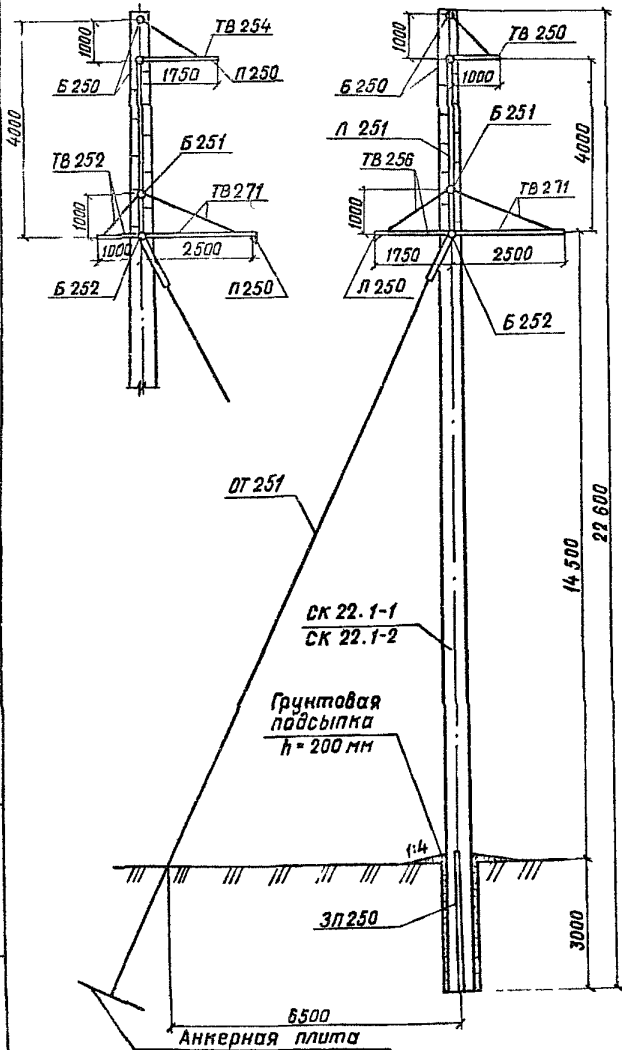 1000
ТВ 254
1750
Б 250
Л 250
4000
Б 251
ТВ 252
ТВ 271
1000
1000
2500
Б 252
Л 250
1000
ТВ 250
1000
Б 250
Л 251
Б 251
ТВ 256
4000
ТВ 271
1000
1750
2500
Л 250
Б 252
ОТ 251
14 500
22 600
СК 22.1-1
СК 22.1-2
Грунтовая
подсыпка
h = 200 мм
1:4
ЗП 250
3000
6500
Анкерная плита